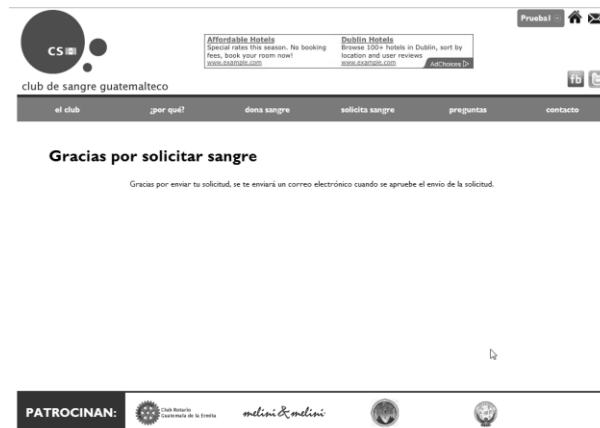 Prueba1
CS
Affordable Hotels
Special rates this season. No booking
fees, book your room now!
www.example.com
Dublin Hotels
Browse 100+ hotels in Dublin, sort by
location and user reviews
www.example.com
AdChoices
fb
club de sangre guatemalteco
el club
¿por qué?
dona sangre
solicita sangre
preguntas
contacto
Gracias por solicitar sangre
Gracias por enviar tu solicitud, se te enviará un correo electrónico cuando se apruebe el envío de la solicitud.
PATROCINAN:
Club Rotario
Guatemala de la Ermita
melini & melini